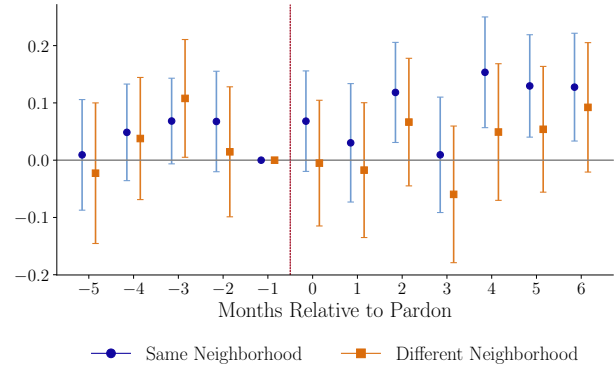 0.2
0.1
0.0
−0.1
−0.2
−5 −4 −3 −2 −1 0 1 2 3 4 5 6
Months Relative to Pardon
Same Neighborhood Different Neighborhood